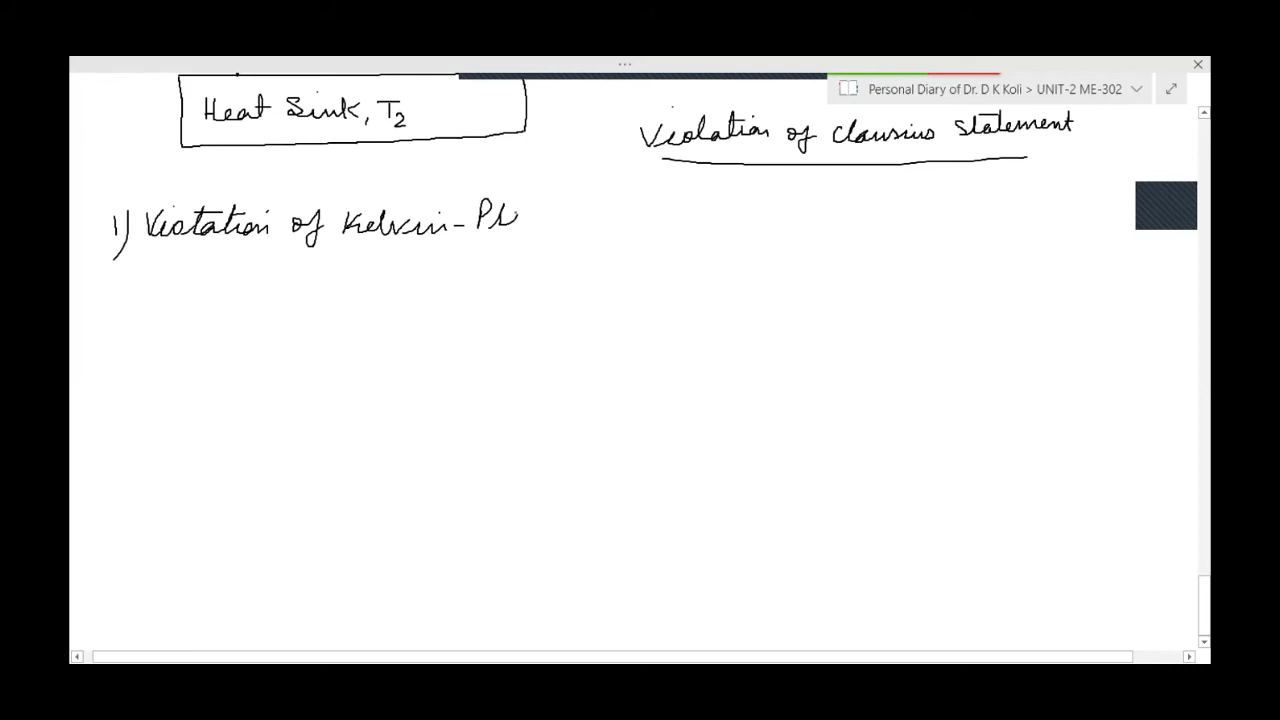 Personal Diary of Dr. D K Koli > UNIT-2 ME-302
Heat Sink, T2
Violation of Clausius Statement
1) Violation of Kelvin-Pl